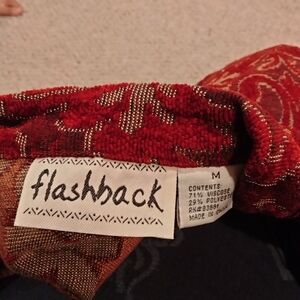 flashback
M
CONTENTS:
71% VISCOSE
29% POLYESTER
MADE IN